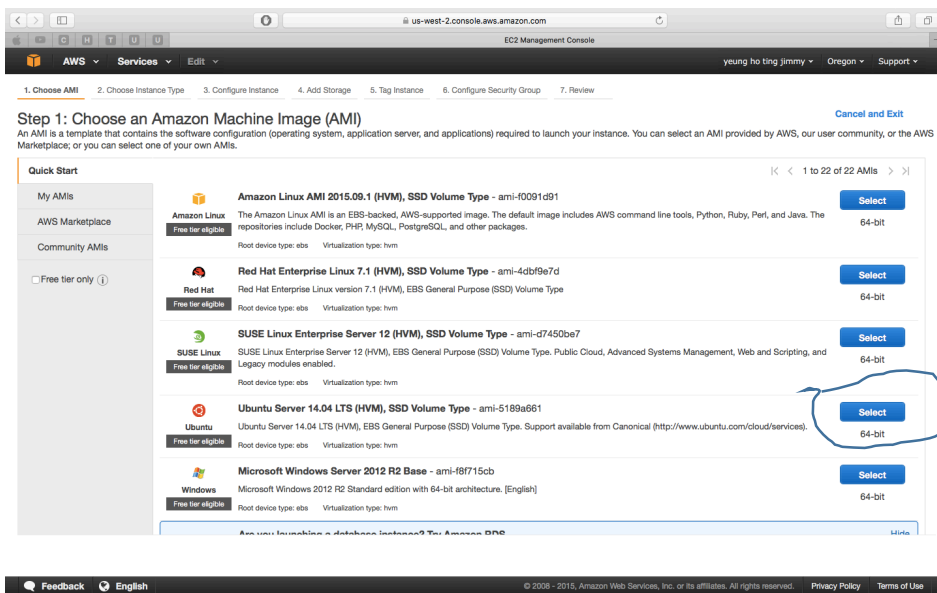 us-west-2.console.aws.amazon.com
C H T U U EC2 Management Console
AWS Services Edit yeung ho ting jimmy Oregon Support
1. Choose AMI 2. Choose Instance Type 3. Configure Instance 4. Add Storage 5. Tag Instance 6. Configure Security Group 7. Review
Step 1: Choose an Amazon Machine Image (AMI) Cancel and Exit
An AMI is a template that contains the software configuration (operating system, application server, and applications) required to launch your instance. You can select an AMI provided by AWS, our user community, or the AWS
Marketplace; or you can select one of your own AMIs.
Quick Start 1 to 22 of 22 AMIs
My AMIs
AWS Marketplace
Community AMIs
Free tier only
Amazon Linux
Free tier eligible
Amazon Linux AMI 2015.09.1 (HVM), SSD Volume Type - ami-f0091d91
The Amazon Linux AMI is an EBS-backed, AWS-supported image. The default image includes AWS command line tools, Python, Ruby, Perl, and Java. The
repositories include Docker, PHP, MySQL, PostgreSQL, and other packages.
Root device type: ebs Virtualization type: hvm
Select
64-bit
Red Hat
Free tier eligible
Red Hat Enterprise Linux 7.1 (HVM), SSD Volume Type - ami-4dbf9e7d
Red Hat Enterprise Linux version 7.1 (HVM), EBS General Purpose (SSD) Volume Type
Root device type: ebs Virtualization type: hvm
Select
64-bit
SUSE Linux
Free tier eligible
SUSE Linux Enterprise Server 12 (HVM), SSD Volume Type - ami-d7450be7
SUSE Linux Enterprise Server 12 (HVM), EBS General Purpose (SSD) Volume Type. Public Cloud, Advanced Systems Management, Web and Scripting, and
Legacy modules enabled.
Root device type: ebs Virtualization type: hvm
Select
64-bit
Ubuntu
Free tier eligible
Ubuntu Server 14.04 LTS (HVM), SSD Volume Type - ami-5189a661
Ubuntu Server 14.04 LTS (HVM), EBS General Purpose (SSD) Volume Type. Support available from Canonical (http://www.ubuntu.com/cloud/services).
Root device type: ebs Virtualization type: hvm
Select
64-bit
Windows
Free tier eligible
Microsoft Windows Server 2012 R2 Base - ami-f8f715cb
Microsoft Windows 2012 R2 Standard edition with 64-bit architecture. [English]
Root device type: ebs Virtualization type: hvm
Select
64-bit
Are you launching a database instance? Try Amazon RDS Hide
Feedback English © 2008 - 2015, Amazon Web Services, Inc. or its affiliates. All rights reserved. Privacy Policy Terms of Use